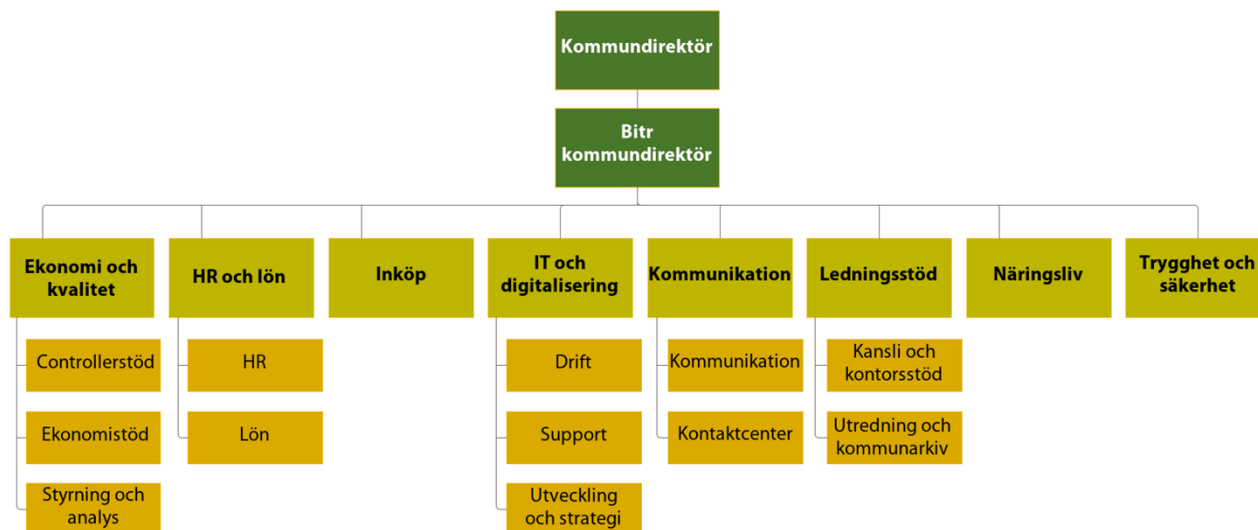 Kommundirektör
Bitr
kommundirektör
Ekonomi och
kvalitet
HR och lön
Inköp
IT och
digitalisering
Kommunikation
Ledningsstöd
Näringsliv
Trygghet och
säkerhet
Controllerstöd
HR
Drift
Kommunikation
Kansli och
kontorsstöd
Ekonomistöd
Lön
Support
Kontaktcenter
Utredning och
kommunarkiv
Styrning och
analys
Utveckling
och strategi